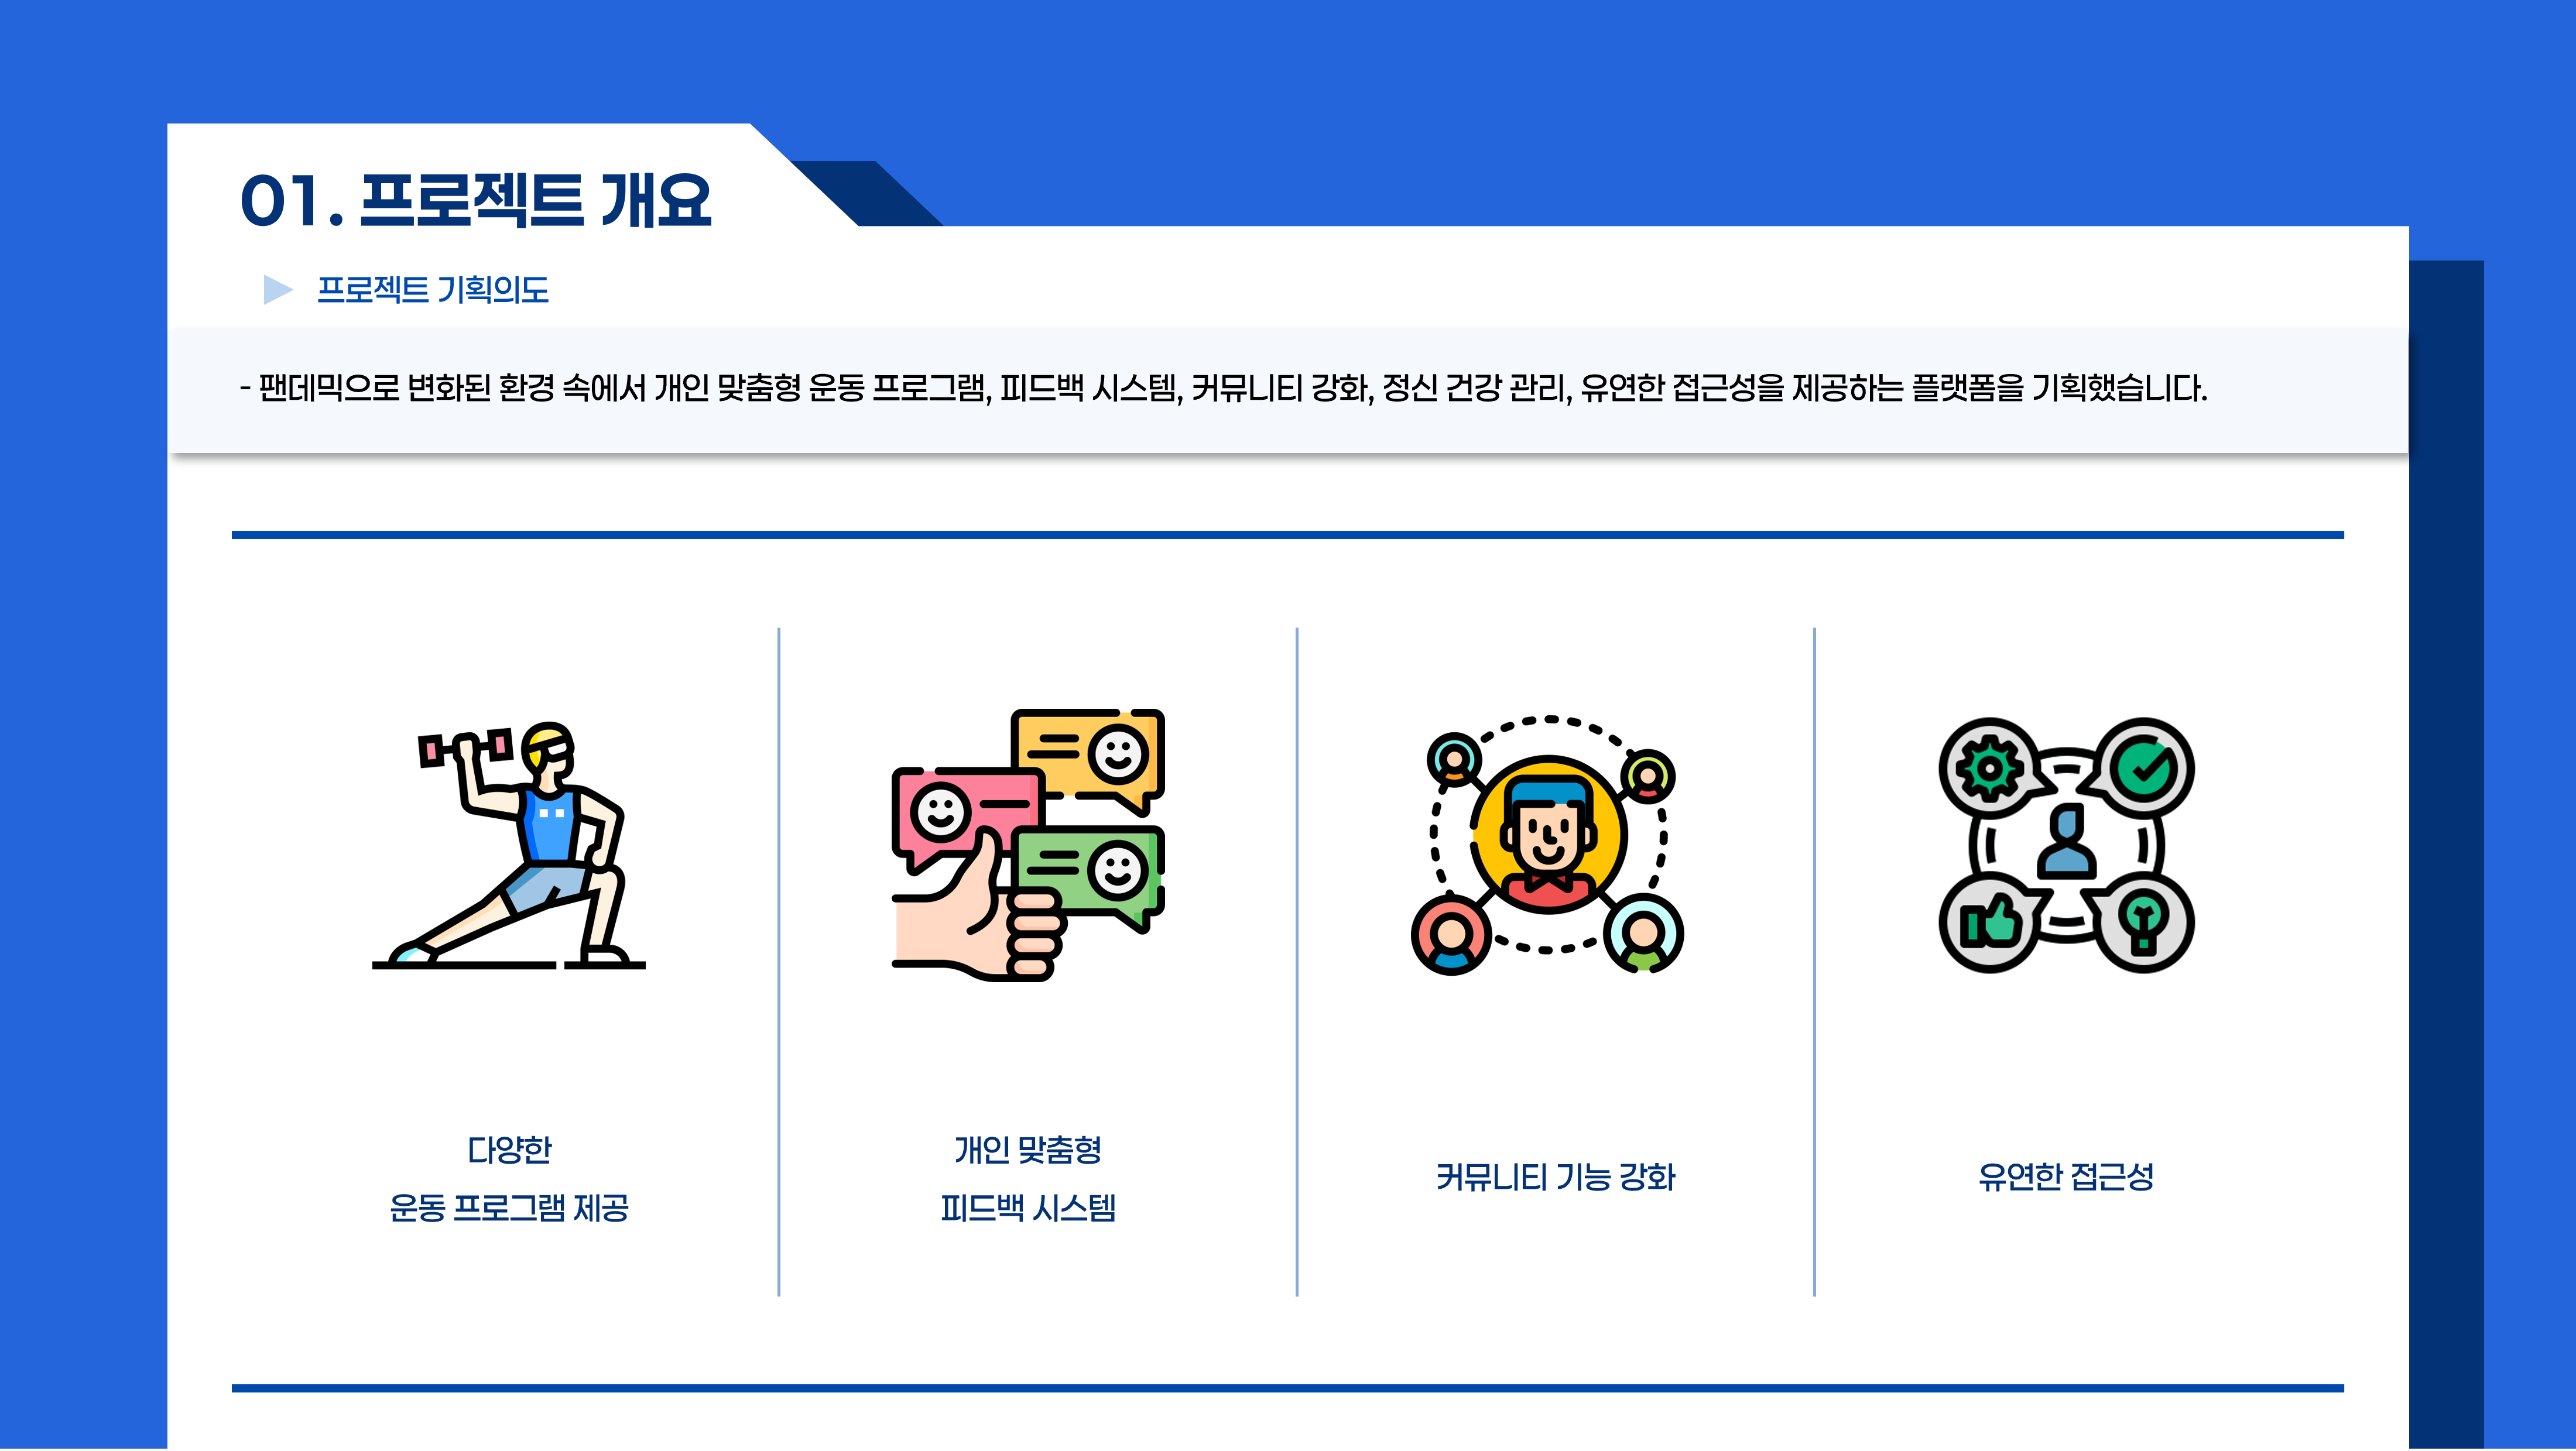 01. 프로젝트 개요
프로젝트 기획의도
- 팬데믹으로 변화된 환경 속에서 개인 맞춤형 운동 프로그램, 피드백 시스템, 커뮤니티 강화, 정신 건강 관리, 유연한 접근성을 제공하는 플랫폼을 기획했습니다.
다양한
운동 프로그램 제공
개인 맞춤형
피드백 시스템
커뮤니티 기능 강화
유연한 접근성